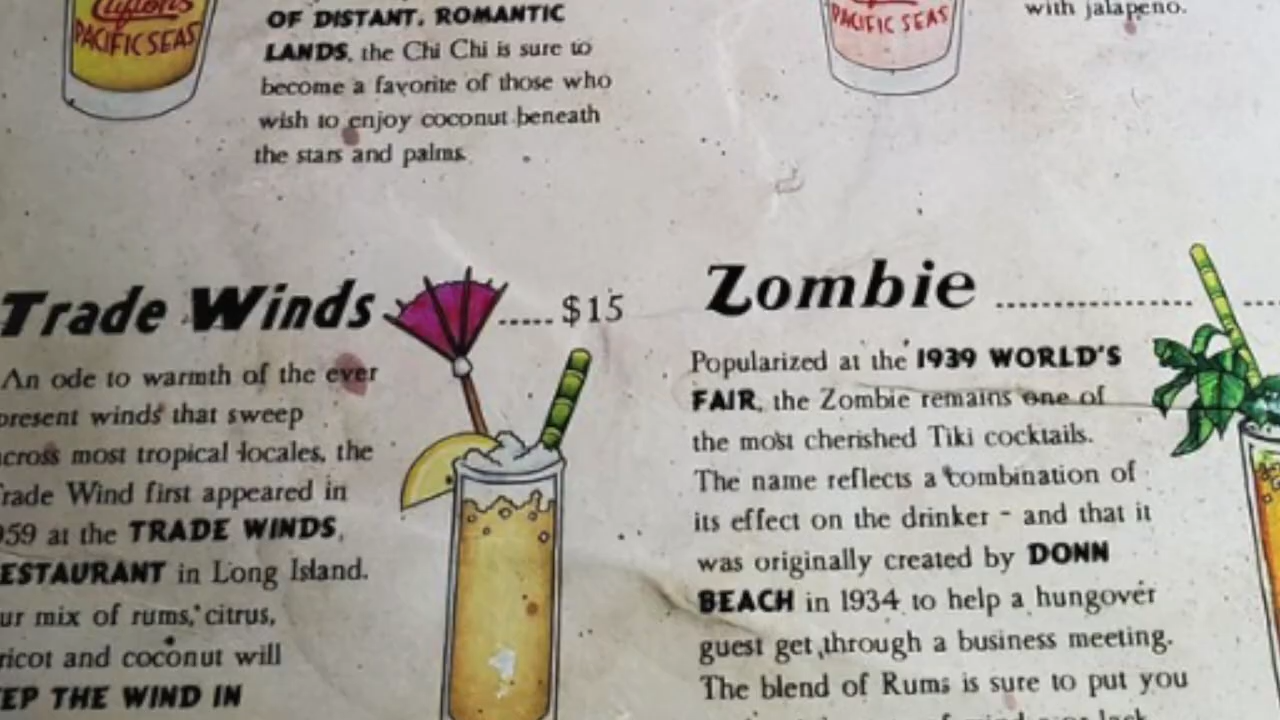 Clifton's
PACIFIC SEAS
OF DISTANT, ROMANTIC
LANDS, the Chi Chi is sure to
become a favorite of those who
wish to enjoy coconut beneath
the stars and palms.
PACIFIC SEAS
with jalapeno.
Trade Winds ..... $15
An ode to warmth of the ever
present winds that sweep
across most tropical locales, the
Trade Wind first appeared in
959 at the TRADE WINDS,
ESTAURANT in Long Island.
ur mix of rums, citrus,
ricot and coconut will
EP THE WIND IN
Zombie
Popularized at the 1939 WORLD'S
FAIR, the Zombie remains one of
the most cherished Tiki cocktails.
The name reflects a combination of
its effect on the drinker - and that it
was originally created by DONN
BEACH in 1934 to help a hungover
guest get through a business meeting.
The blend of Rums is sure to put you